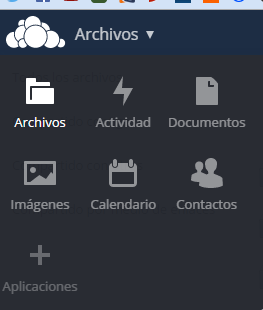 Archivos ▼
Archivos Actividad Documentos
Imágenes Calendario Contactos
Aplicaciones